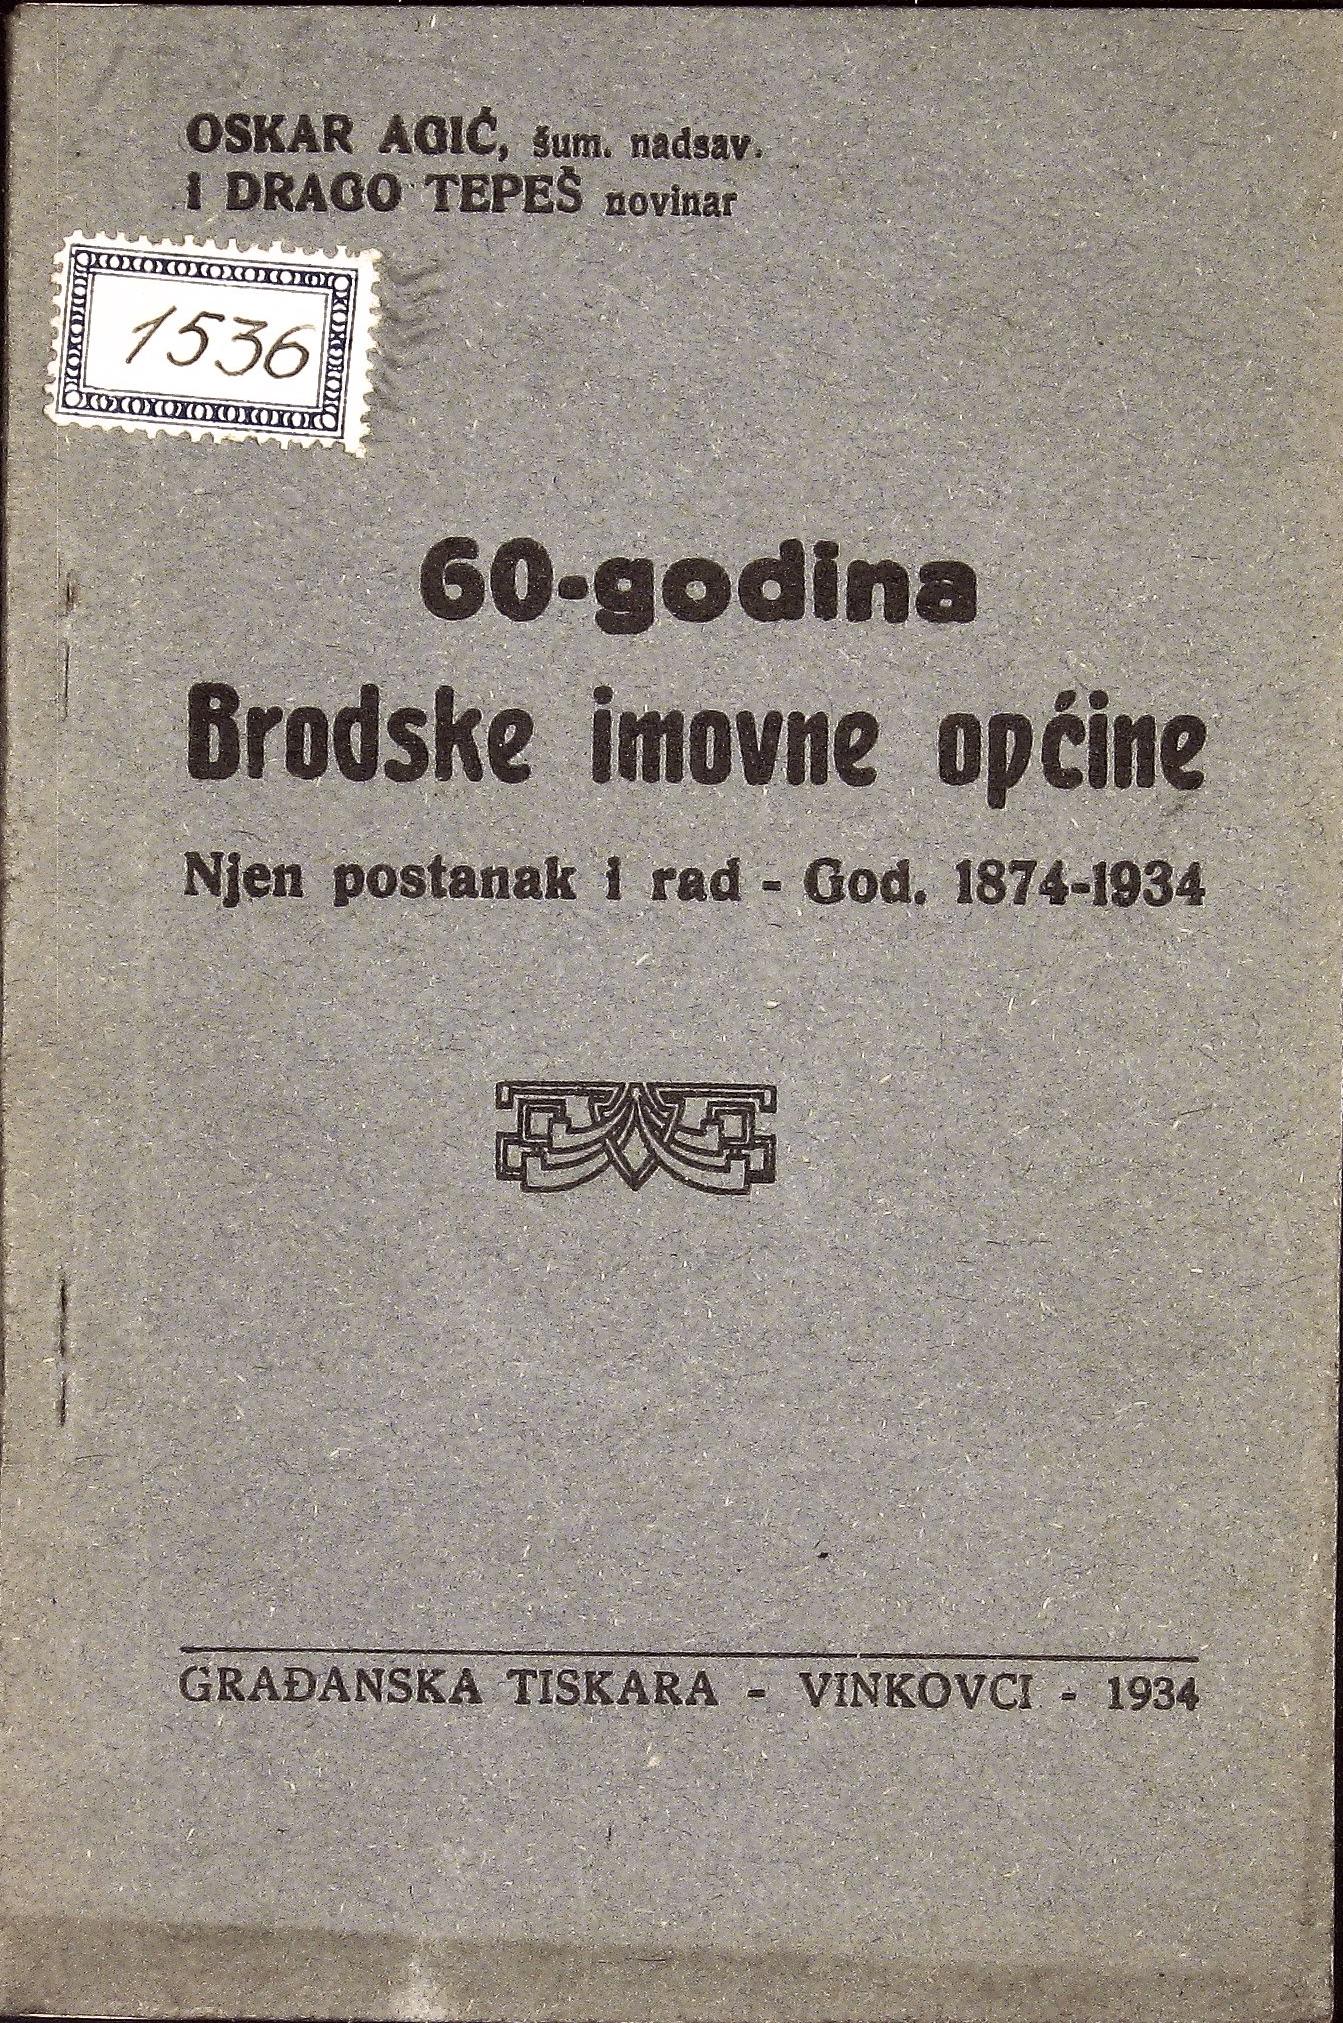 OSKAR AGIĆ, šum. nadsav.
I DRAGO TEPEŠ novinar
1536
60-godina
Brodske imovne općine
Njen postanak i rad - God. 1874-1934
GRAĐANSKA TISKARA - VINKOVCI - 1934